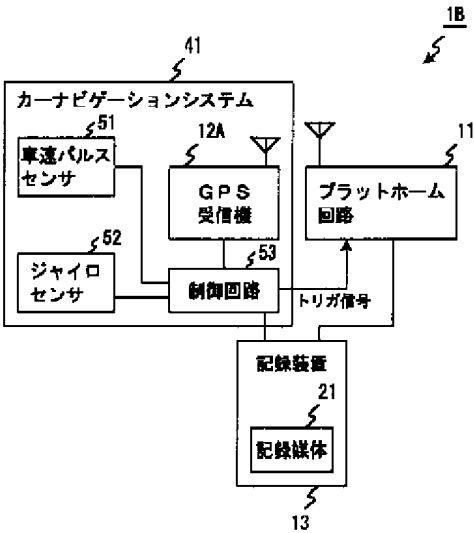 1B
41
カーナビゲーションシステム
51
車速パルス
センサ
12A
GPS
受信機
11
プラットホーム
回路
52
ジャイロ
センサ
53
制御回路
トリガ信号
記録装置
21
記録媒体
13